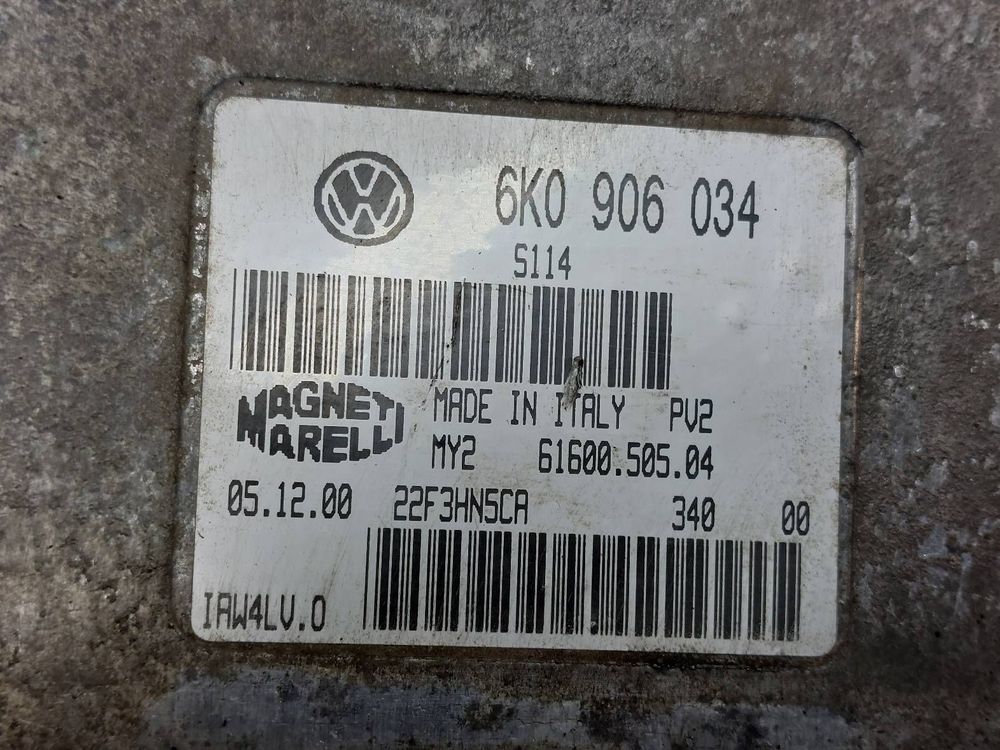 6K0 906 034
S114
MAGNETI MARELLI
MADE IN ITALY PV2
MY2 61600.505.04
05.12.00 22F3HN5CA 340 00
IAW4LV.0